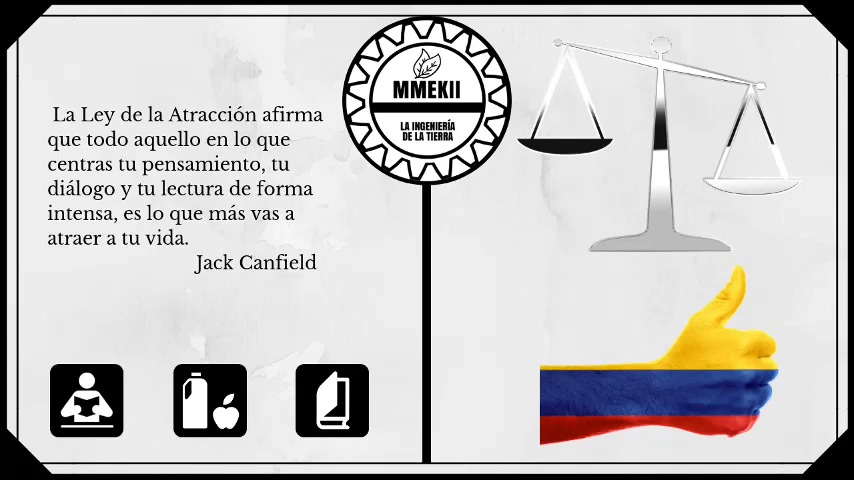 La Ley de la Atracción afirma
que todo aquello en lo que
centras tu pensamiento, tu
diálogo y tu lectura de forma
intensa, es lo que más vas a
atraer a tu vida.
Jack Canfield
MMEKII
LA INGENIERÍA
DE LA TIERRA